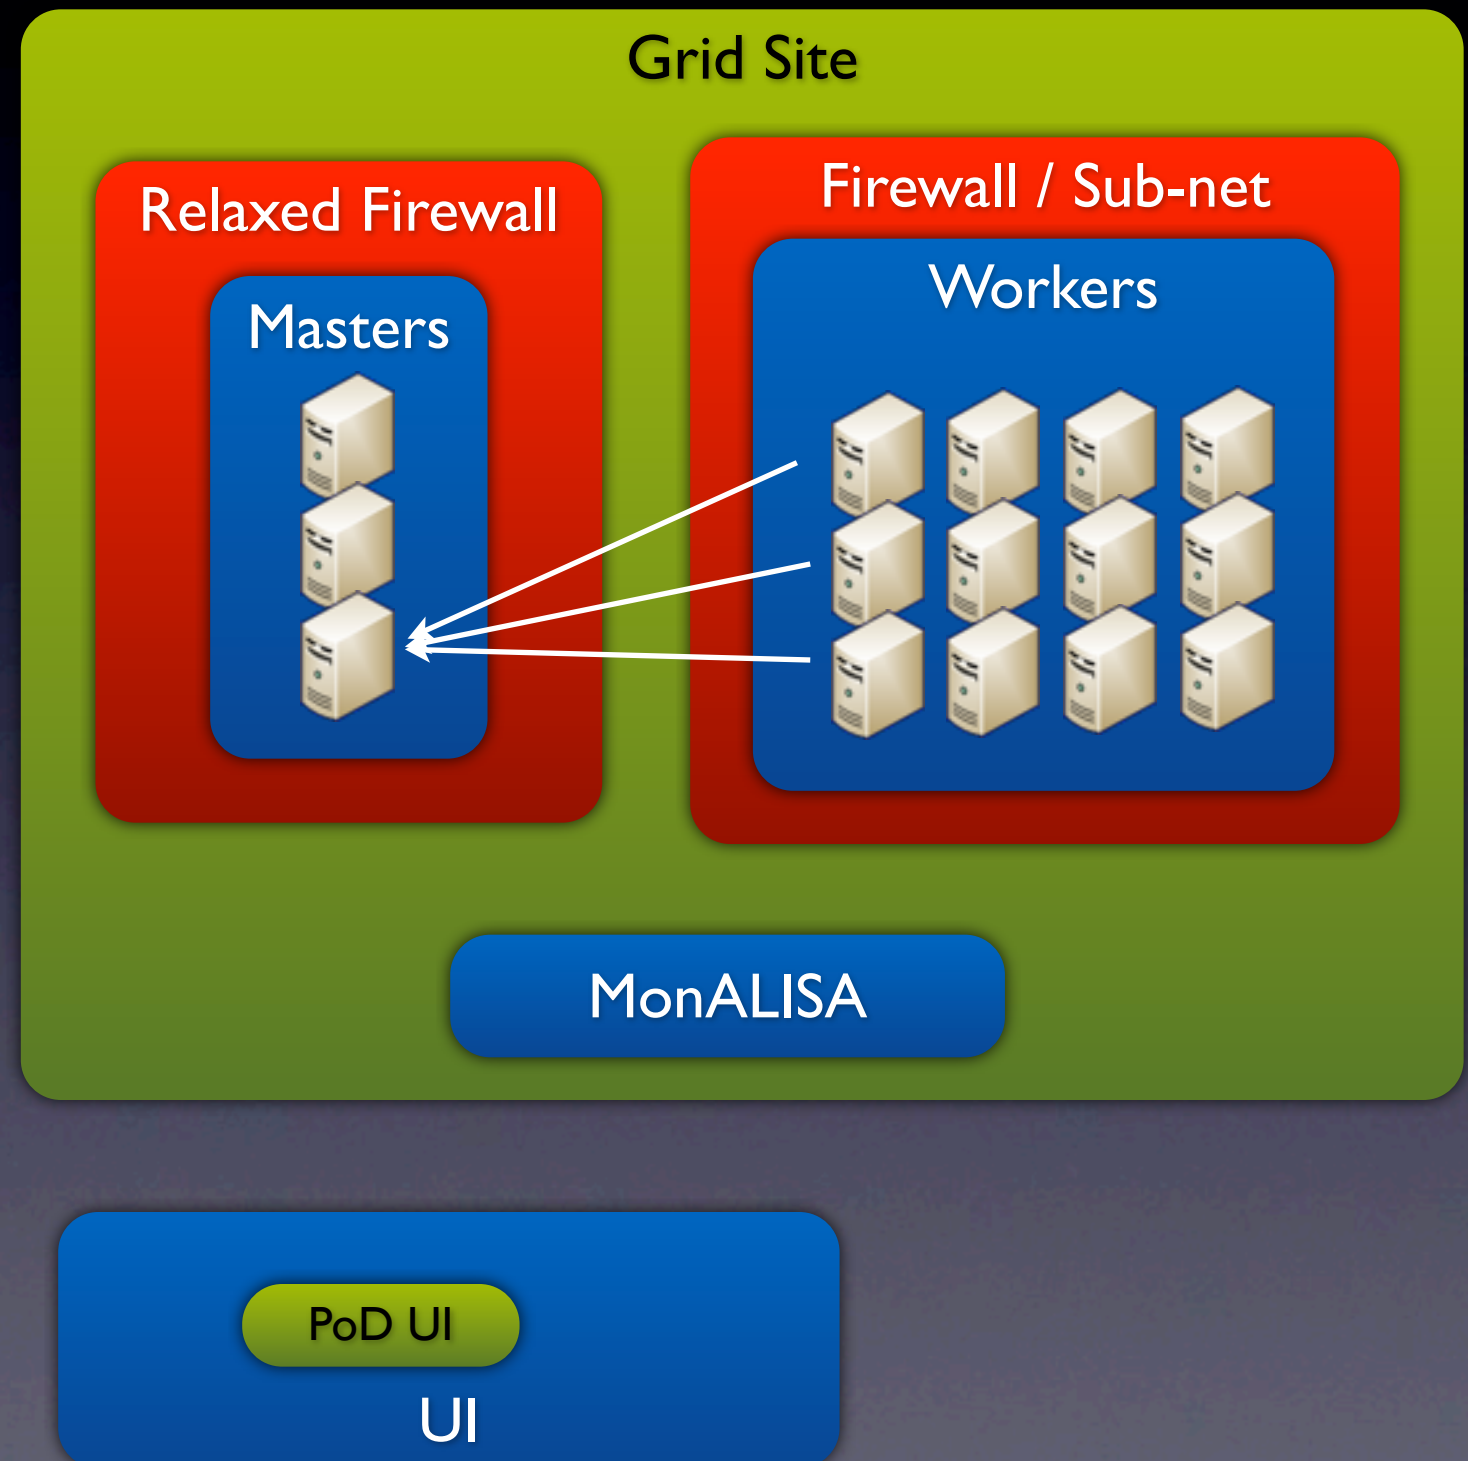 Grid Site
Relaxed Firewall
Firewall / Sub-net
Masters
Workers
MonALISA
PoD UI
UI